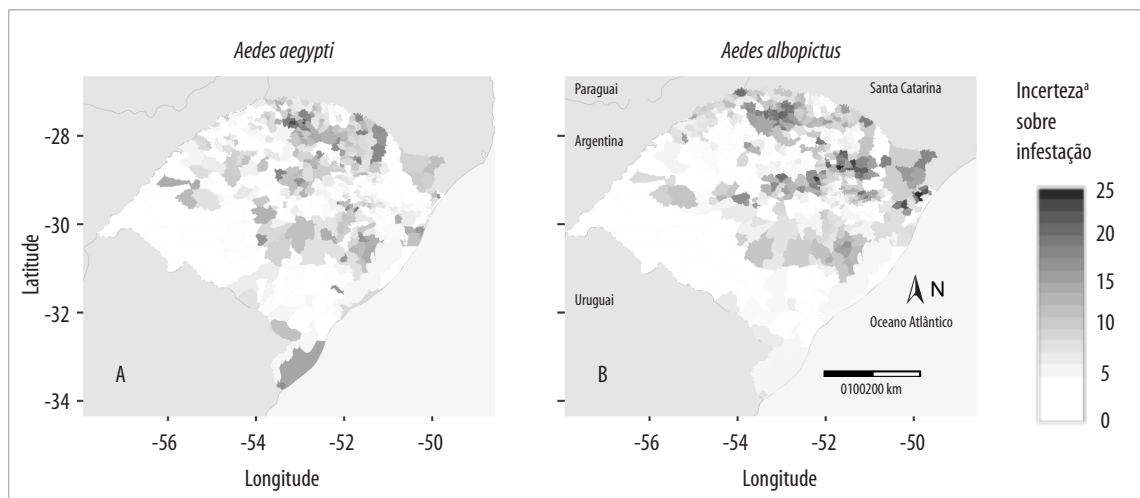 Aedes aegypti
Aedes albopictus
Paraguai
Santa Catarina
Argentina
Uruguai
Oceano Atlântico
N
0100200 km
A
B
Latitude
-28
-30
-32
-34
-56
-54
-52
-50
Longitude
-56
-54
-52
-50
Longitude
Incertezaª
sobre
infestação
25
20
15
10
5
0